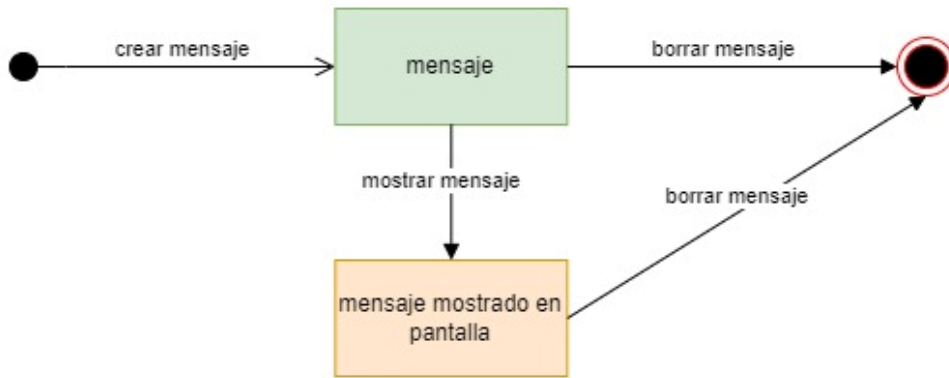 crear mensaje
mensaje
borrar mensaje
mostrar mensaje
borrar mensaje
mensaje mostrado en
pantalla